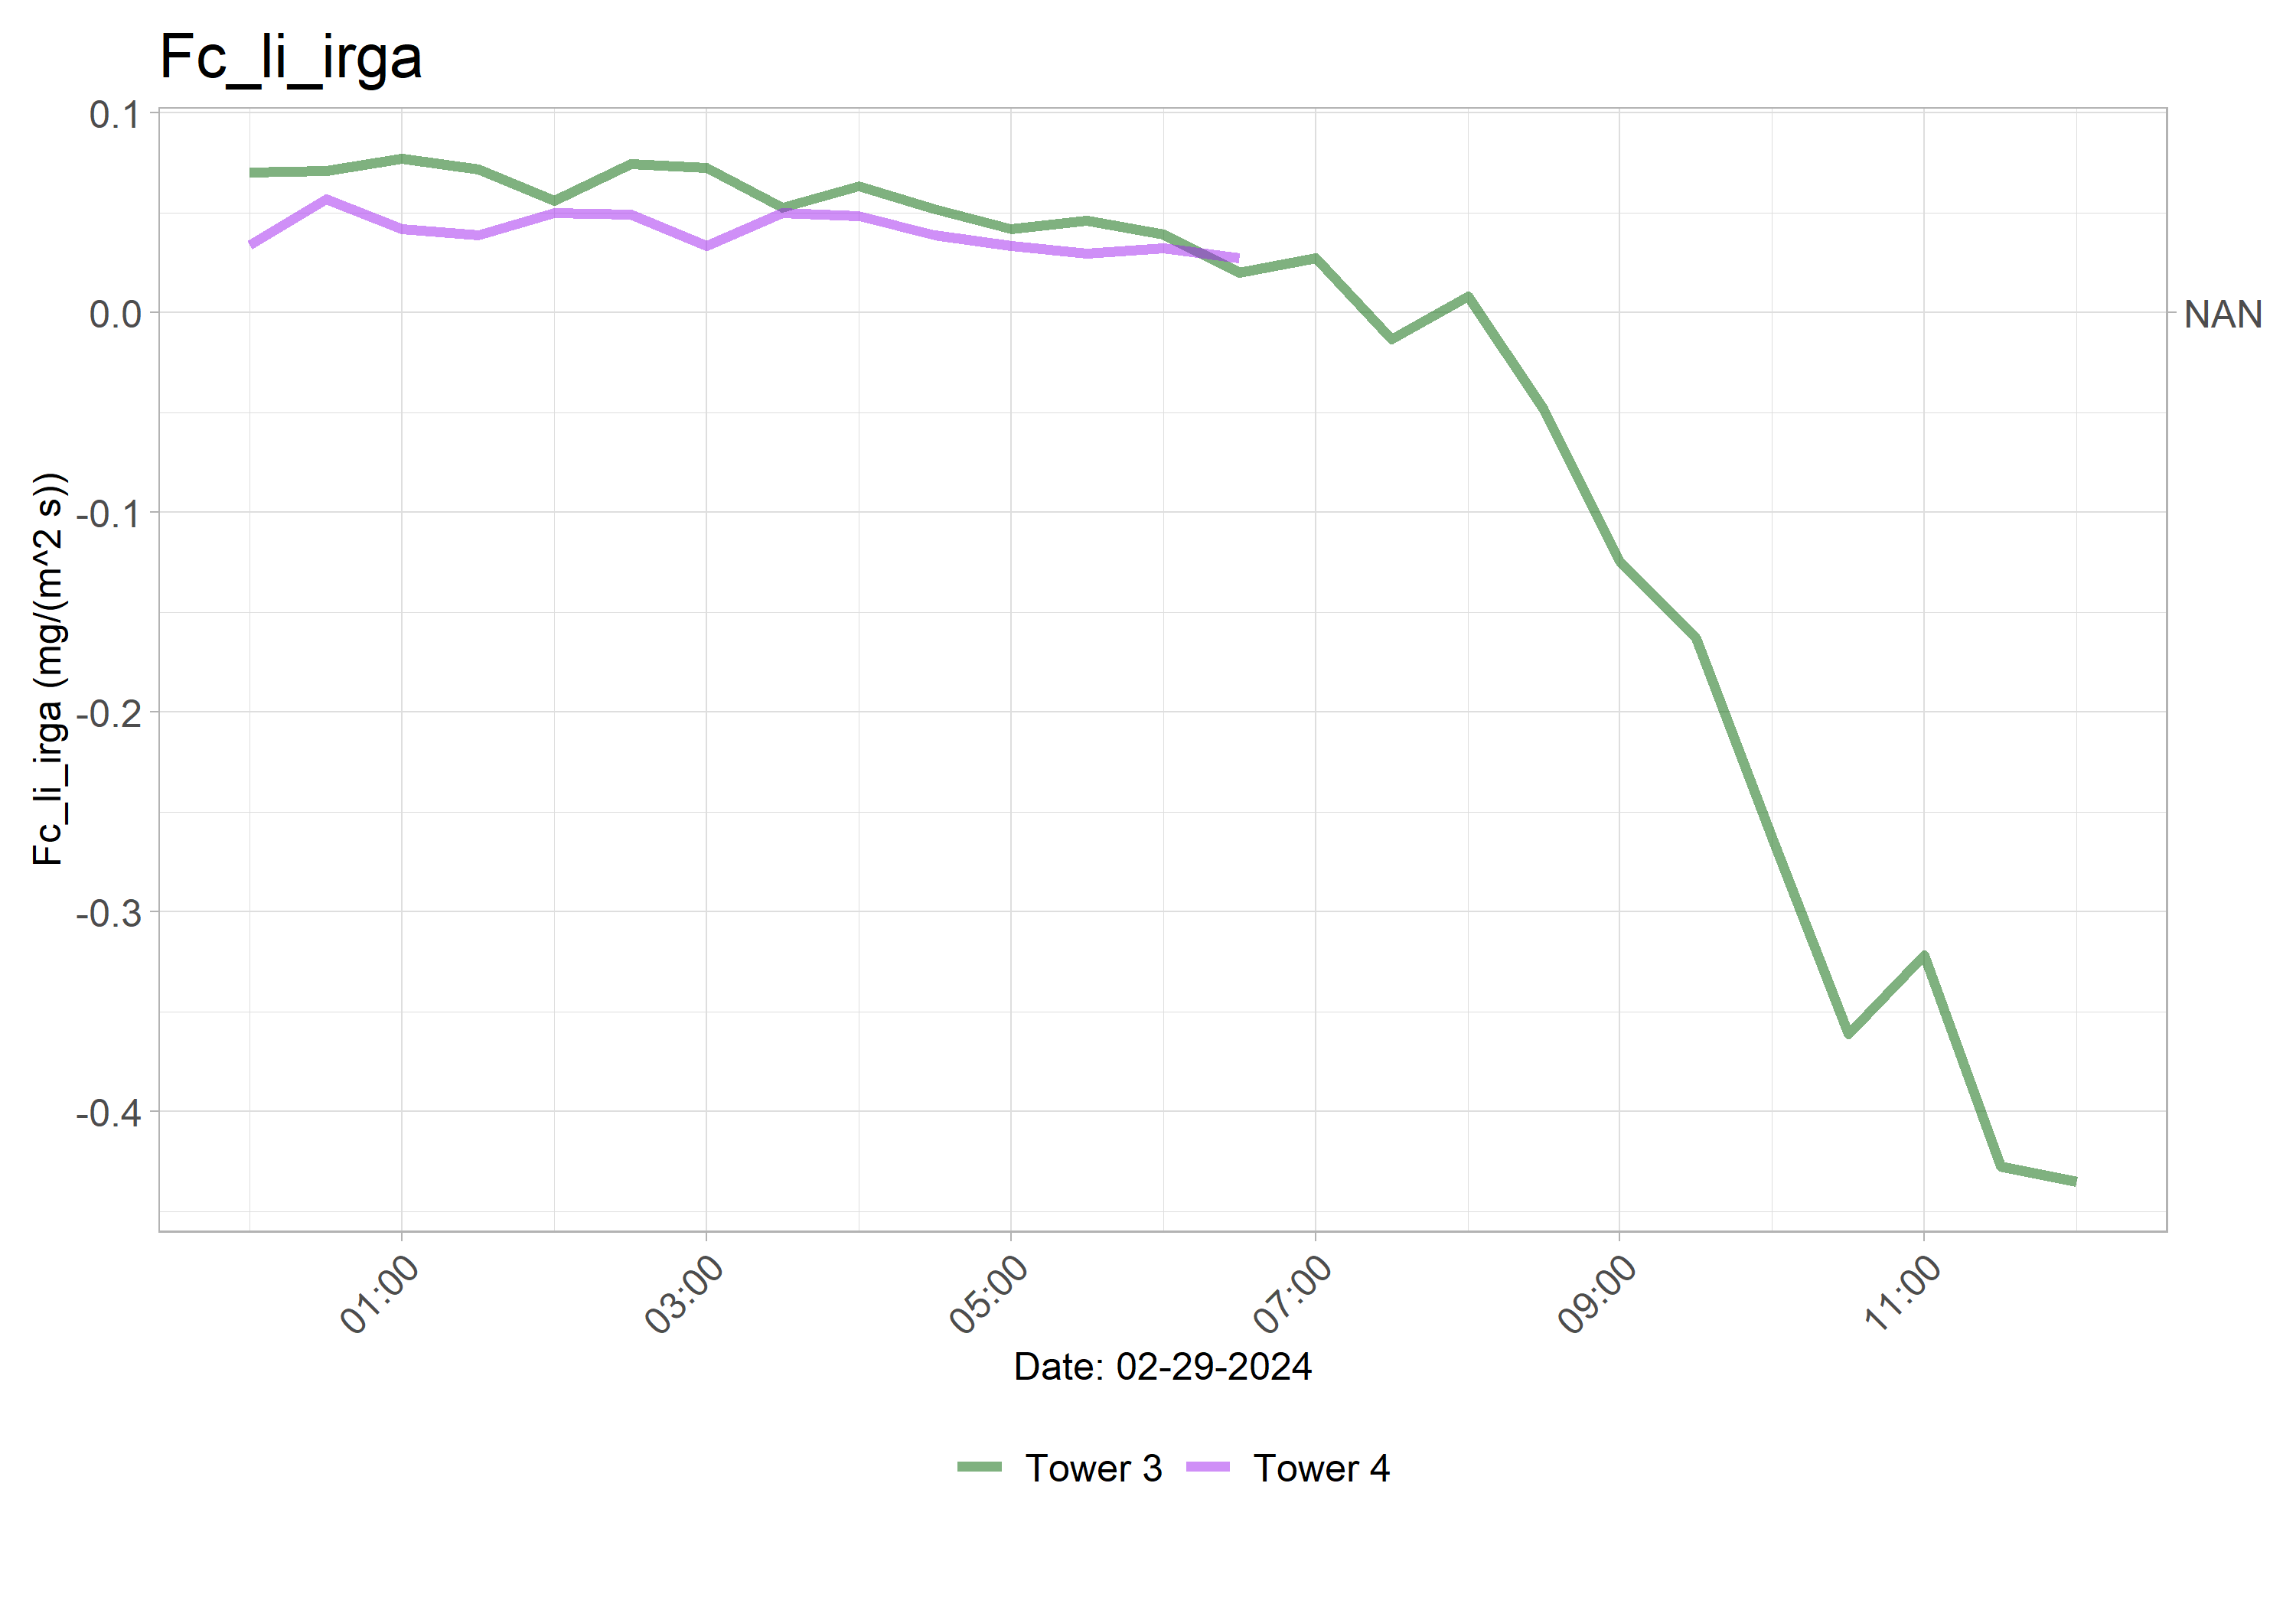 Fc_li_irga
0.1
0.0
-0.1
-0.2
-0.3
-0.4
Fc_li_irga (mg/(m^2 s))
NAN
01:00
03:00
05:00
07:00
09:00
11:00
Date: 02-29-2024
Tower 3 Tower 4